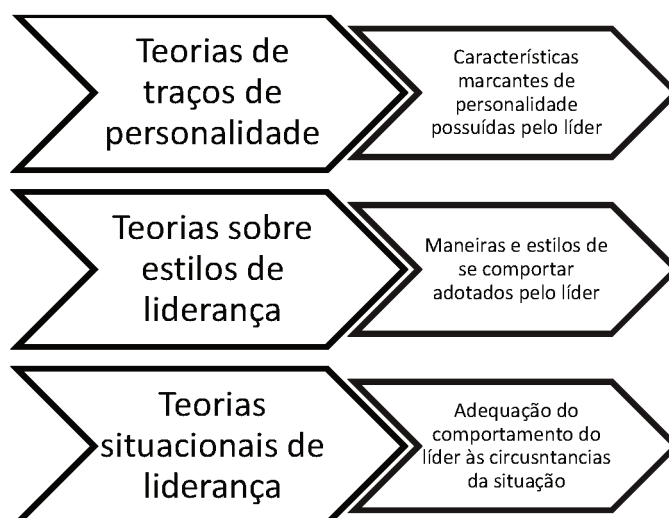 Teorias de
traços de
personalidade
Características
marcantes de
personalidade
possuídas pelo líder
Teorias sobre
estilos de
liderança
Maneiras e estilos de
se comportar
adotados pelo líder
Teorias
situacionais de
liderança
Adequação do
comportamento do
líder às circusntancias
da situação